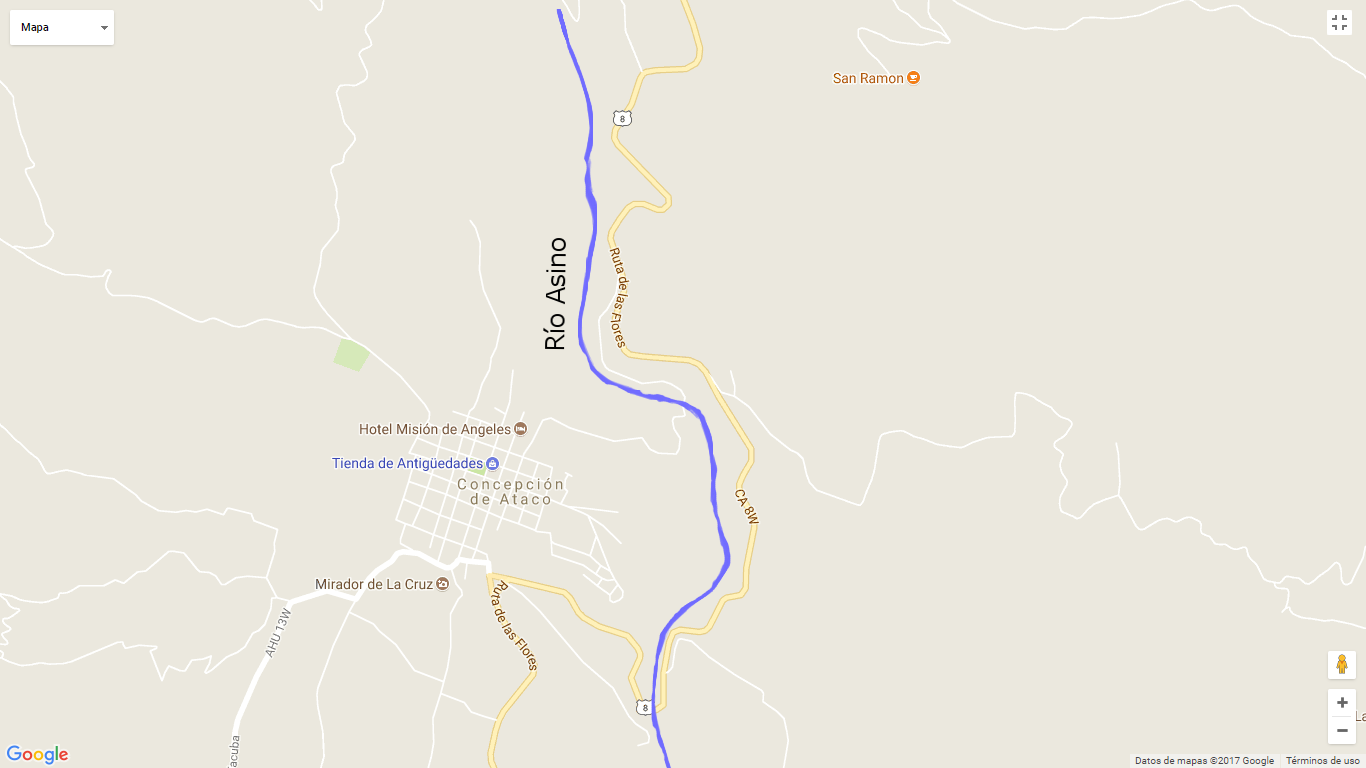 Mapa
San Ramon
8
Río Asino
Ruta de las Flores
Hotel Misión de Angeles
Tienda de Antigüedades
Concepción
de Ataco
CA 8W
Mirador de La Cruz
Ruta de las Flores
AHU 13W
8
La
acuba
Google
Datos de mapas ©2017 Google
Términos de uso